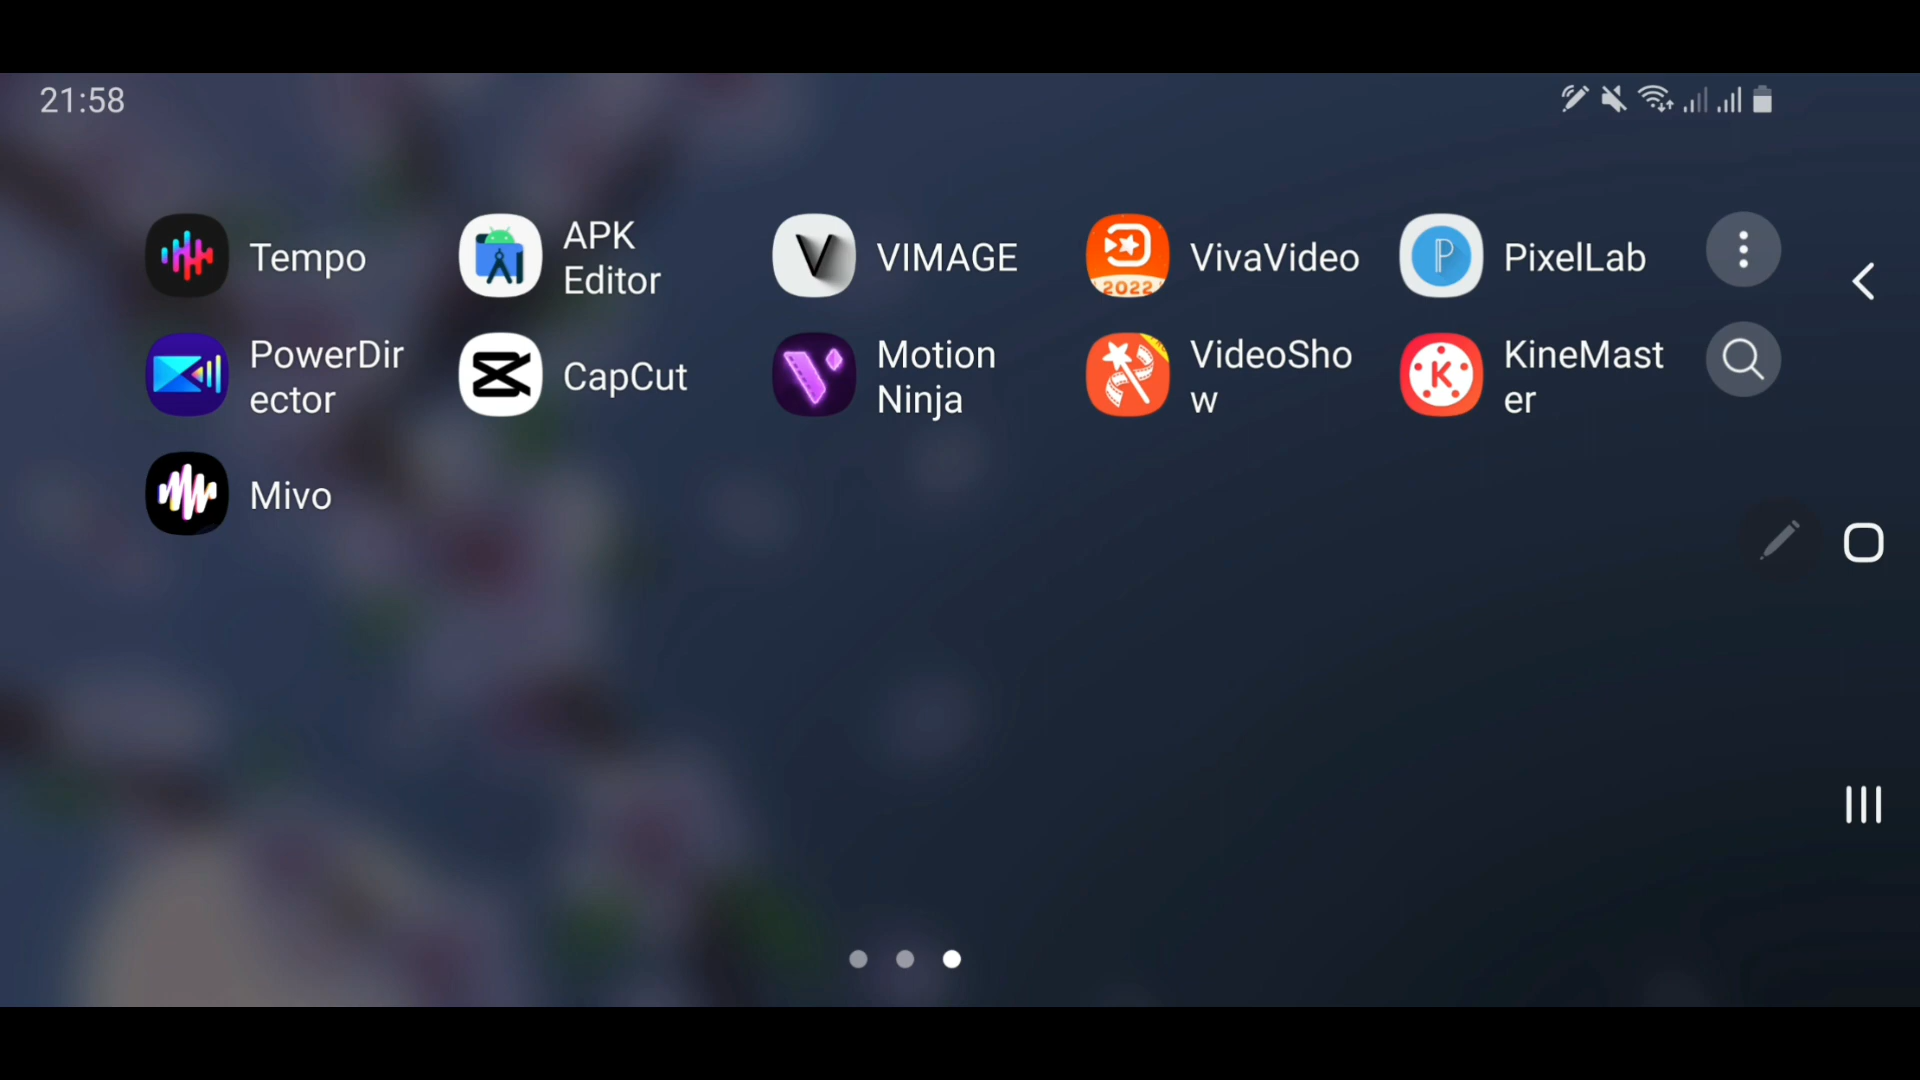 21:58
Tempo
APK
Editor
VIMAGE
2022
VivaVideo
P
PixelLab
PowerDir
ector
CapCut
Motion
Ninja
VideoSho
w
K
KineMast
er
Mivo